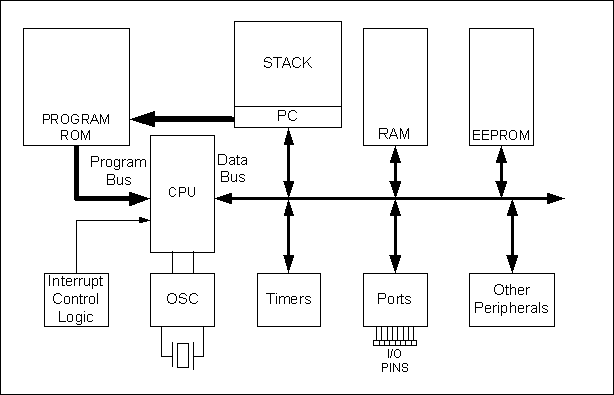 PROGRAM
ROM
STACK
PC
RAM
EEPROM
Program
Bus
Data
Bus
CPU
Interrupt
Control
Logic
OSC
Timers
Ports
Other
Peripherals
I/O
PINS